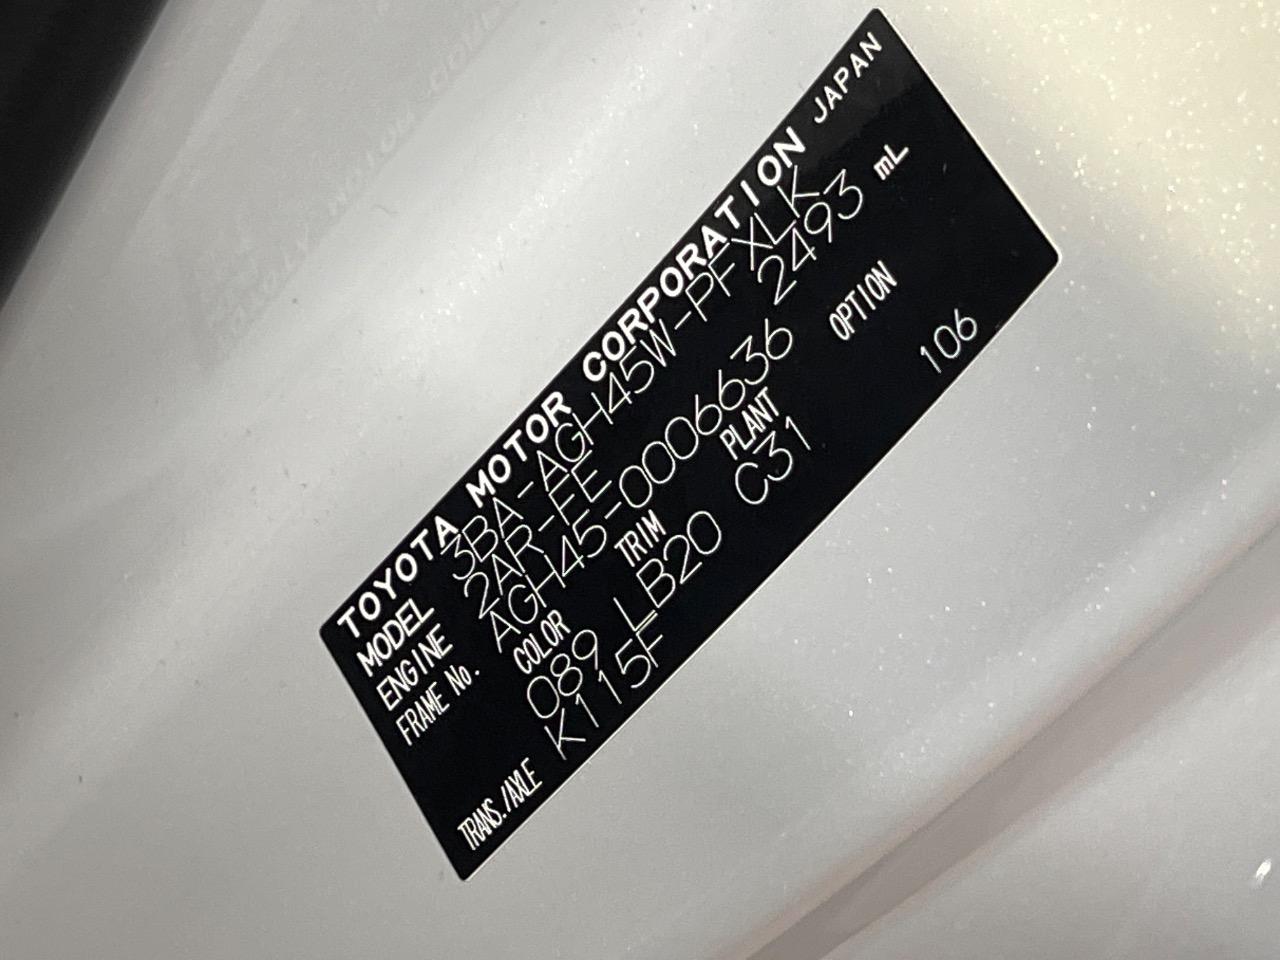 TOYOTA MOTOR CORPORATION JAPAN
MODEL 3BA-AGH45W-PFXLK
ENGINE 2AR-FE 2493 mL
FRAME No. AGH45-0006636
COLOR TRIM PLANT OPTION
089 LB20 C31 106
TRANS./AXLE K115F